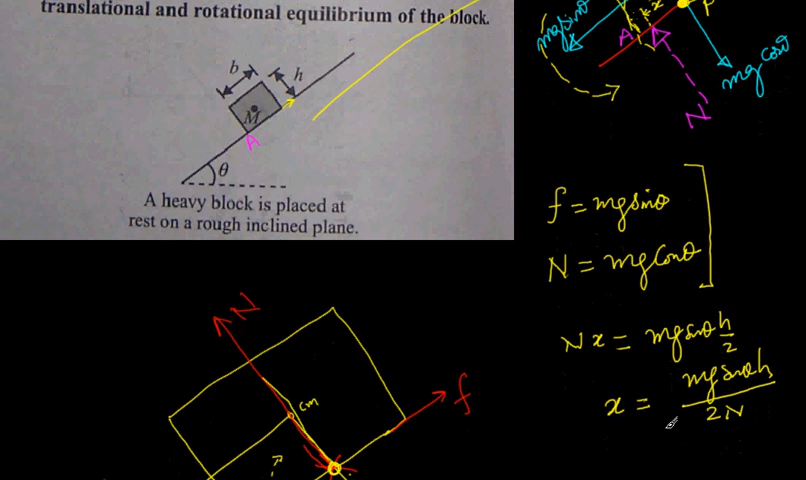 translational and rotational equilibrium of the block.
b
h
M
A
θ
A heavy block is placed at
rest on a rough inclined plane.
mg sinθ
x
A
P
mg cosθ
N'
f = mg sinθ
N = mg cosθ
N x = mg sinθ h/2
x = mg sinθ h / 2N
N
cm
f
?